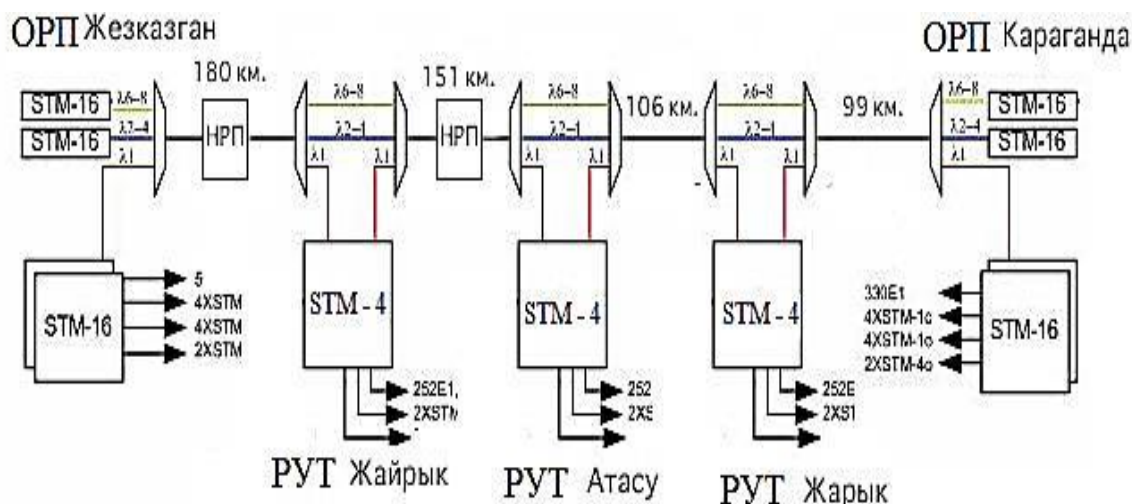 ОРП Жезказган
ОРП Караганда
180 км.
151 км.
106 км.
99 км.
STM-16
STM-16
λ6-8
λ2-4
λ1
НРП
λ6-8
λ2-4
λ1
λ1
НРП
λ6-8
λ2-4
λ1
λ1
λ6-8
λ2-4
λ1
λ1
λ6-8
λ2-4
λ1
STM-16
STM-16
STM-16
5
4XSTM
4XSTM
2XSTM
STM - 4
252E1,
2XSTM
STM - 4
252
2XS
STM - 4
252E
2XST
330E1
4XSTM-1o
4XSTM-1o
2XSTM-4o
STM-16
РУТ Жайрык
РУТ Атасу
РУТ Жарык